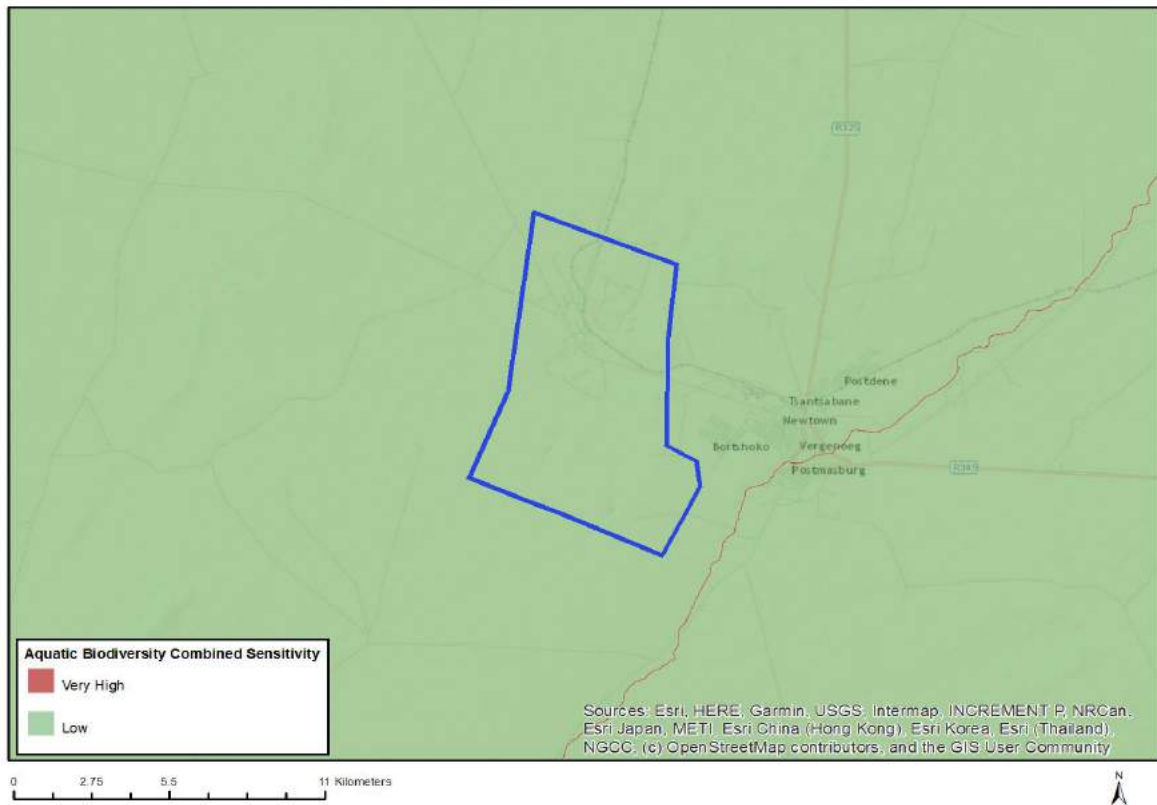 R325
Postdene
Tsantsabane
Newtown
Boitshoko
Vergenoeg
Postmasburg
R385
Aquatic Biodiversity Combined Sensitivity
Very High
Low
Sources: Esri, HERE, Garmin, USGS, Intermap, INCREMENT P, NRCan,
Esri Japan, METI, Esri China (Hong Kong), Esri Korea, Esri (Thailand),
NGCC, (c) OpenStreetMap contributors, and the GIS User Community
0 2.75 5.5 11 Kilometers
N